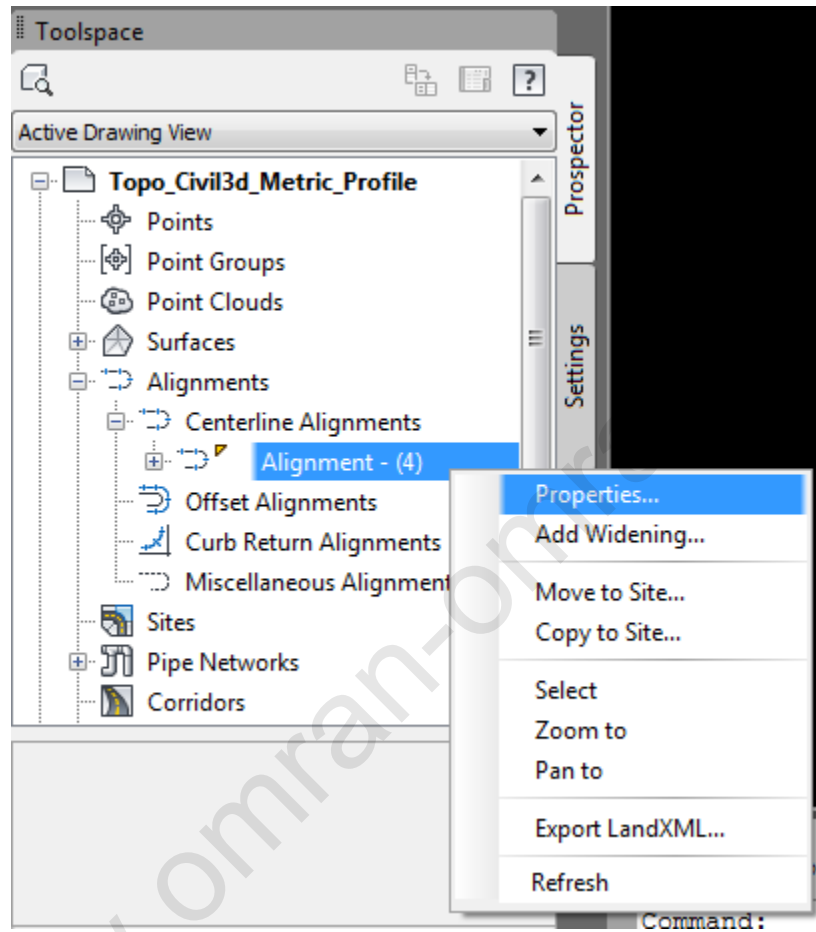 Toolspace
?
Active Drawing View
Prospector
Settings
Topo_Civil3d_Metric_Profile
Points
Point Groups
Point Clouds
Surfaces
Alignments
Centerline Alignments
Alignment - (4)
Offset Alignments
Curb Return Alignments
Miscellaneous Alignment
Sites
Pipe Networks
Corridors
Properties...
Add Widening...
Move to Site...
Copy to Site...
Select
Zoom to
Pan to
Export LandXML...
Refresh
Command:
omran-omra